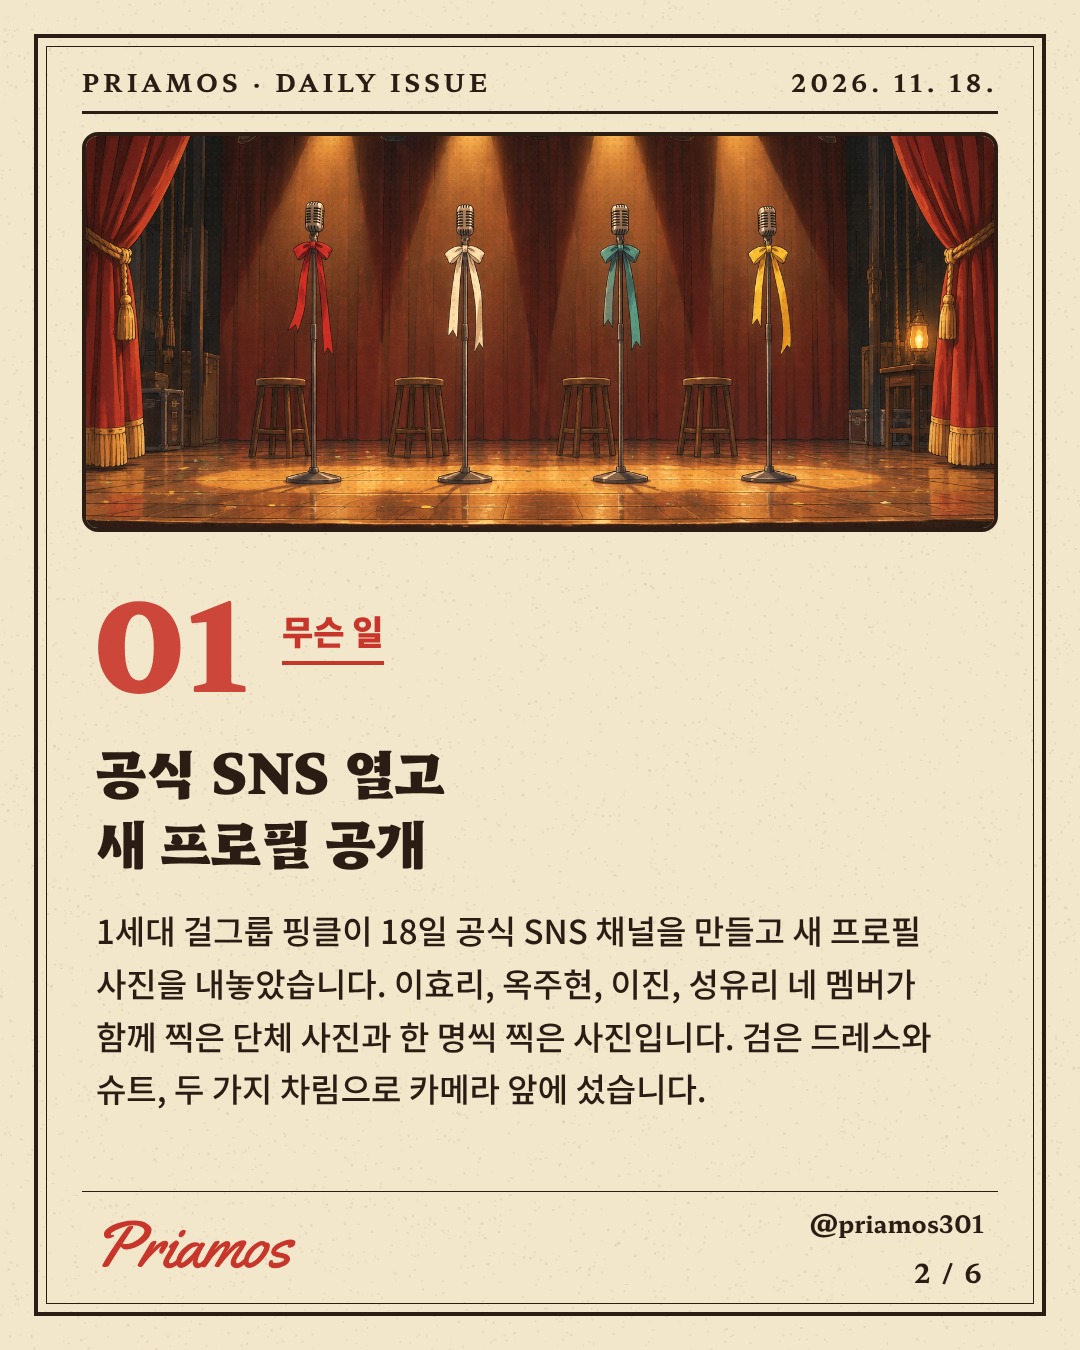 PRIAMOS · DAILY ISSUE
2026. 11. 18.
01
무슨 일
공식 SNS 열고
새 프로필 공개
1세대 걸그룹 핑클이 18일 공식 SNS 채널을 만들고 새 프로필
사진을 내놓았습니다. 이효리, 옥주현, 이진, 성유리 네 멤버가
함께 찍은 단체 사진과 한 명씩 찍은 사진입니다. 검은 드레스와
슈트, 두 가지 차림으로 카메라 앞에 섰습니다.
Priamos
@priamos301
2 / 6